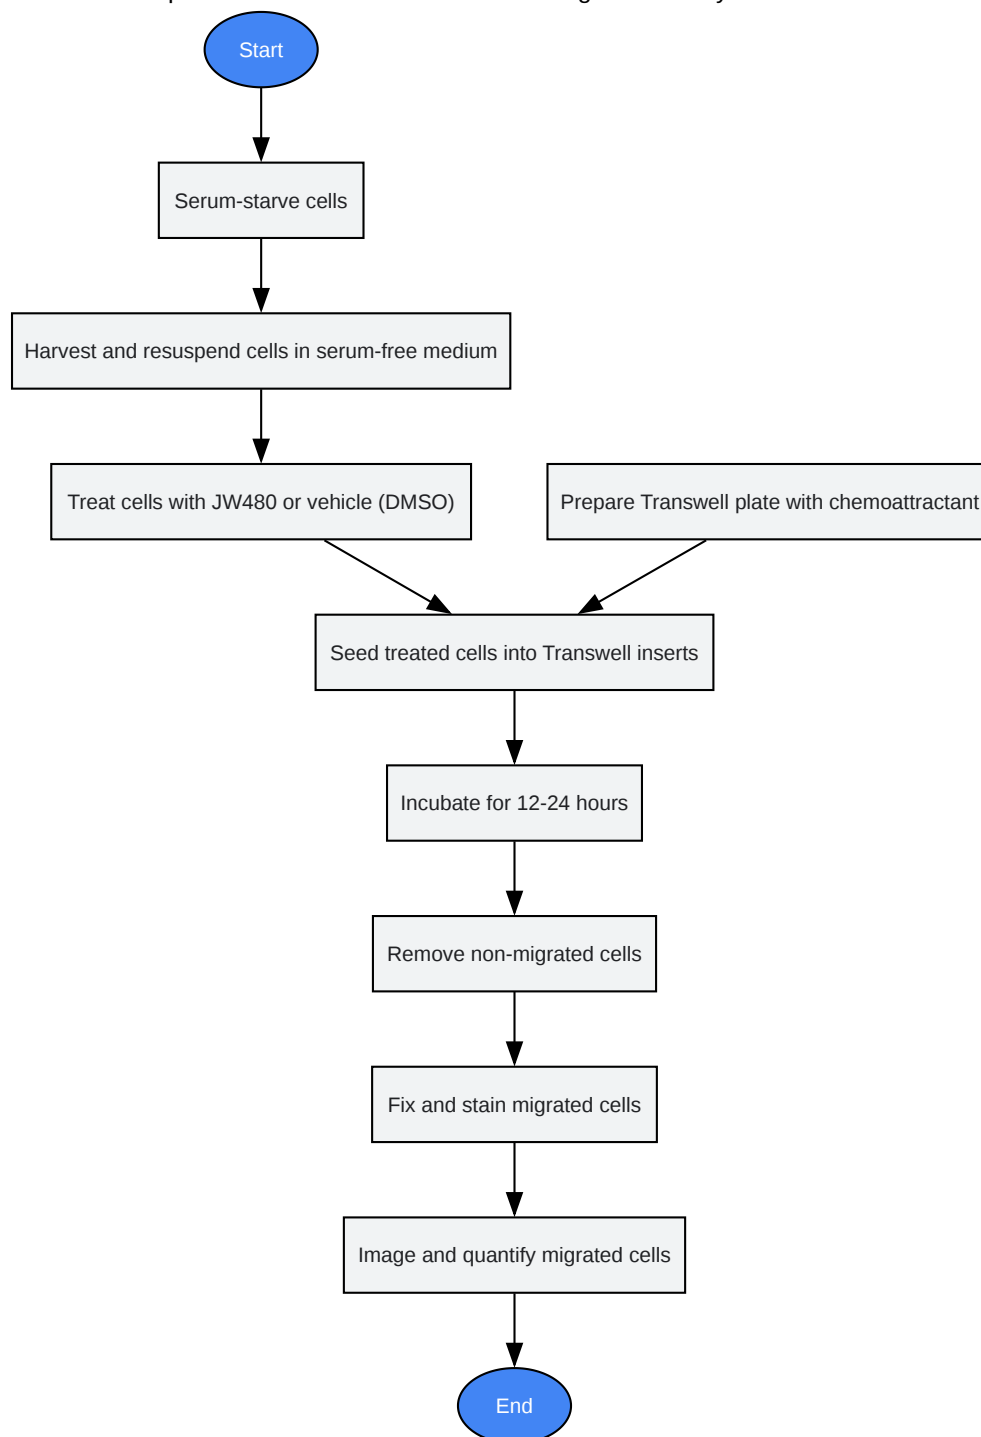 Start
Serum-starve cells
Harvest and resuspend cells in serum-free medium
Treat cells with JW480 or vehicle (DMSO)
Prepare Transwell plate with chemoattractant
Seed treated cells into Transwell inserts
Incubate for 12-24 hours
Remove non-migrated cells
Fix and stain migrated cells
Image and quantify migrated cells
End